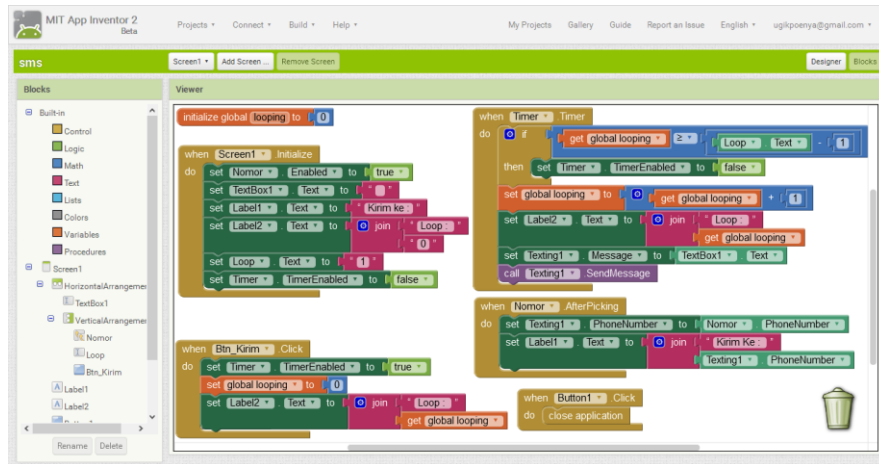 MIT App Inventor 2
Beta
Projects Connect Build Help My Projects Gallery Guide Report an Issue English ugikpoenya@gmail.com
sms Screen1 Add Screen ... Remove Screen Designer Blocks
Blocks
Built-in
Control
Logic
Math
Text
Lists
Colors
Variables
Procedures
Screen1
HorizontalArrangemen
TextBox1
VerticalArrangemen
Nomor
Loop
Btn_Kirim
Label1
Label2
Rename Delete
Viewer
initialize global looping to 0
when Screen1 .Initialize
do set Nomor . Enabled to true
set TextBox1 . Text to " "
set Label1 . Text to " Kirim ke : "
set Label2 . Text to join " Loop : "
" 0 "
set Loop . Text to " 1 "
set Timer . TimerEnabled to false
when Btn_Kirim .Click
do set Timer . TimerEnabled to true
set global looping to 0
set Label2 . Text to join " Loop : "
get global looping
when Timer .Timer
do if get global looping ≥ Loop . Text - 1
then set Timer . TimerEnabled to false
set global looping to get global looping + 1
set Label2 . Text to join " Loop : "
get global looping
set Texting1 . Message to TextBox1 . Text
call Texting1 .SendMessage
when Nomor .AfterPicking
do set Texting1 . PhoneNumber to Nomor . PhoneNumber
set Label1 . Text to join " Kirim Ke : "
Texting1 . PhoneNumber
when Button1 .Click
do close application